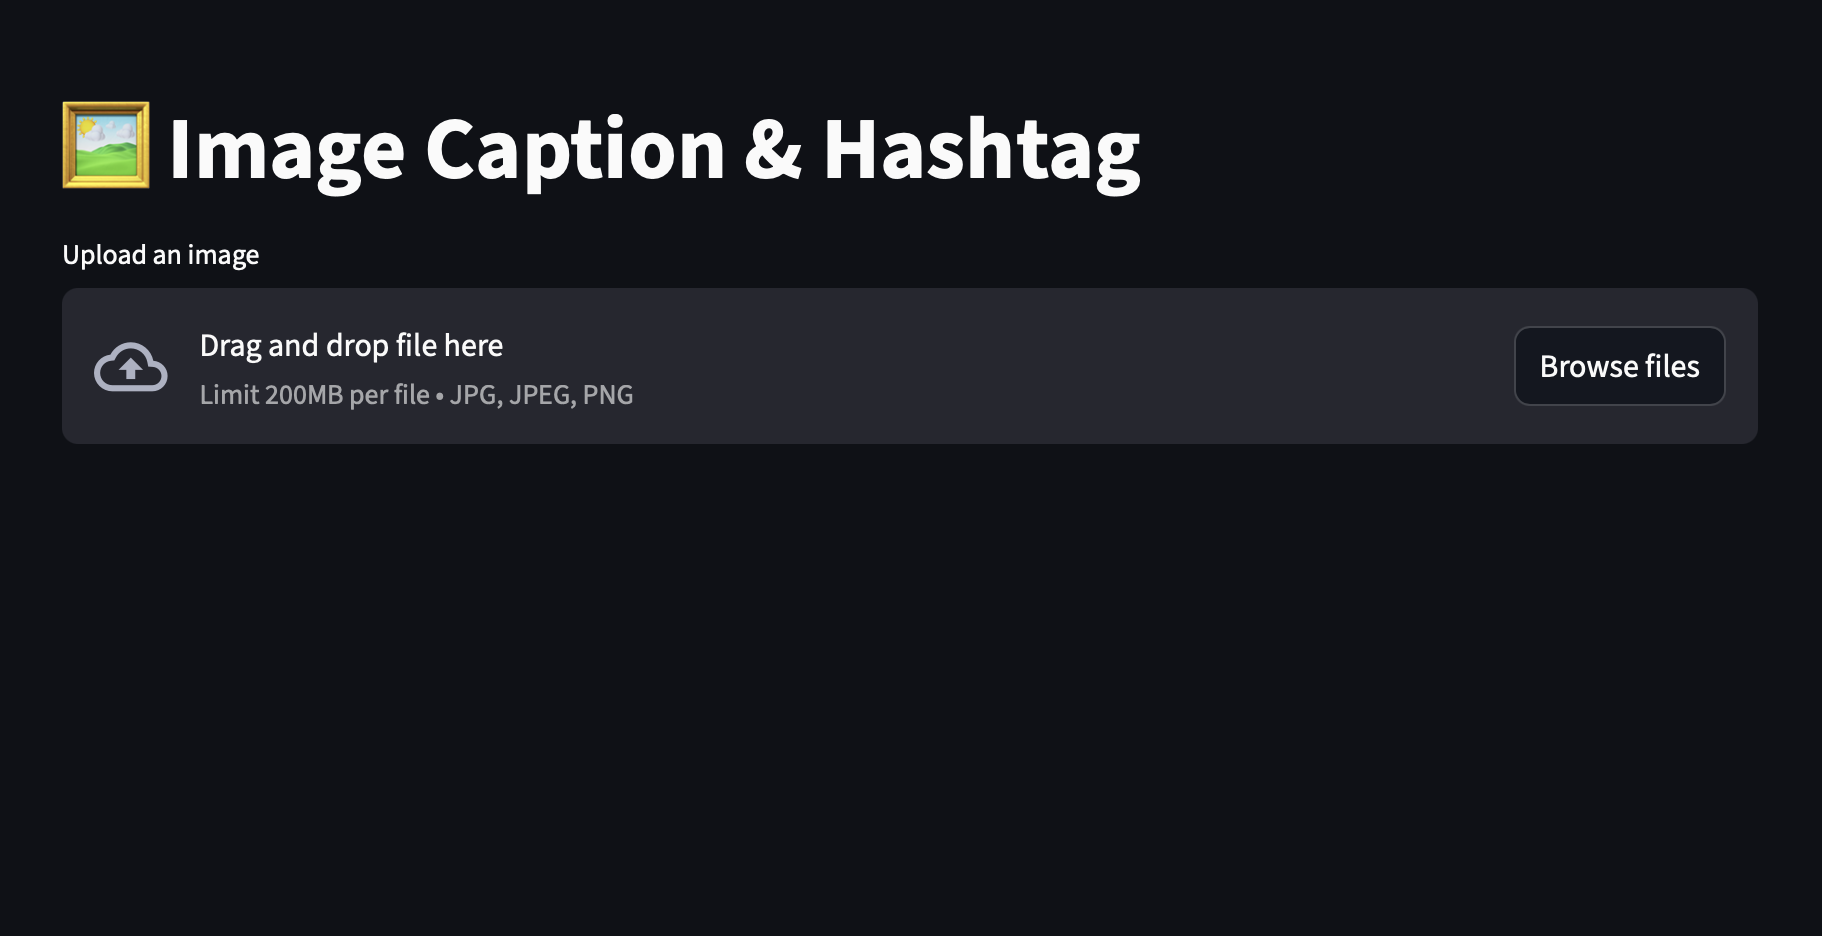 Image Caption & Hashtag
Upload an image
Drag and drop file here
Limit 200MB per file • JPG, JPEG, PNG
Browse files